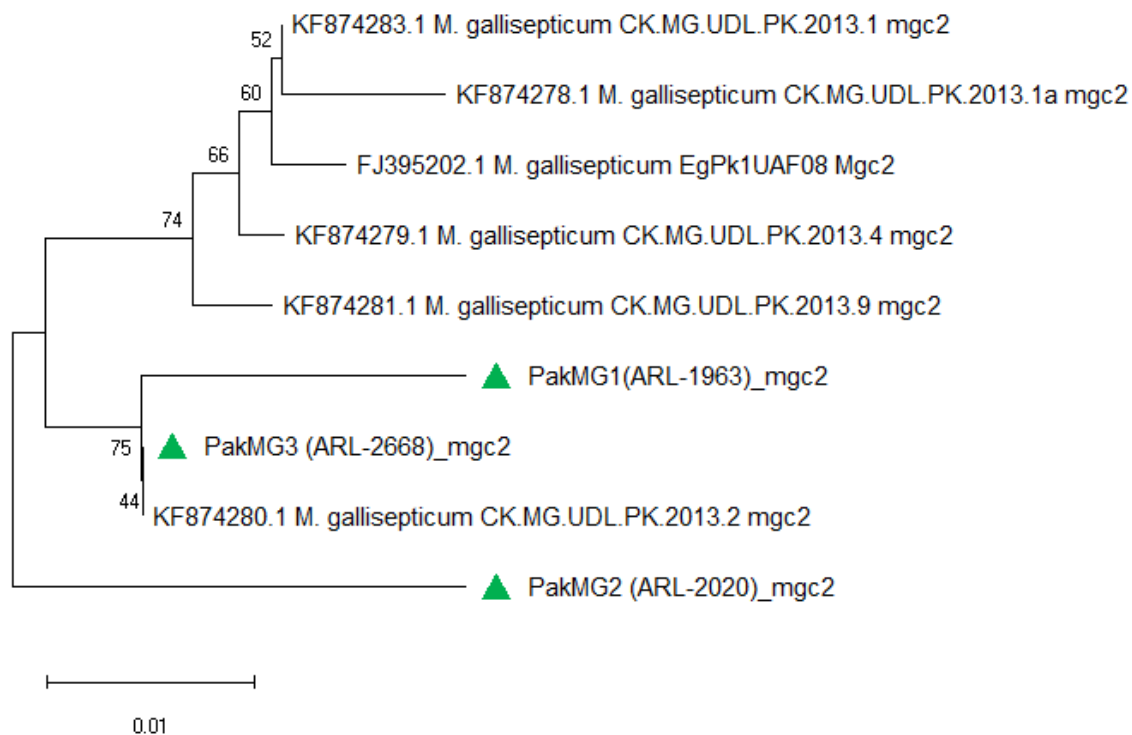 KF874283.1 M. gallisepticum CK.MG.UDL.PK.2013.1 mgc2
52
KF874278.1 M. gallisepticum CK.MG.UDL.PK.2013.1a mgc2
60
FJ395202.1 M. gallisepticum EgPk1UAF08 Mgc2
66
74
KF874279.1 M. gallisepticum CK.MG.UDL.PK.2013.4 mgc2
KF874281.1 M. gallisepticum CK.MG.UDL.PK.2013.9 mgc2
PakMG1(ARL-1963)_mgc2
75
PakMG3 (ARL-2668)_mgc2
44
KF874280.1 M. gallisepticum CK.MG.UDL.PK.2013.2 mgc2
PakMG2 (ARL-2020)_mgc2
0.01